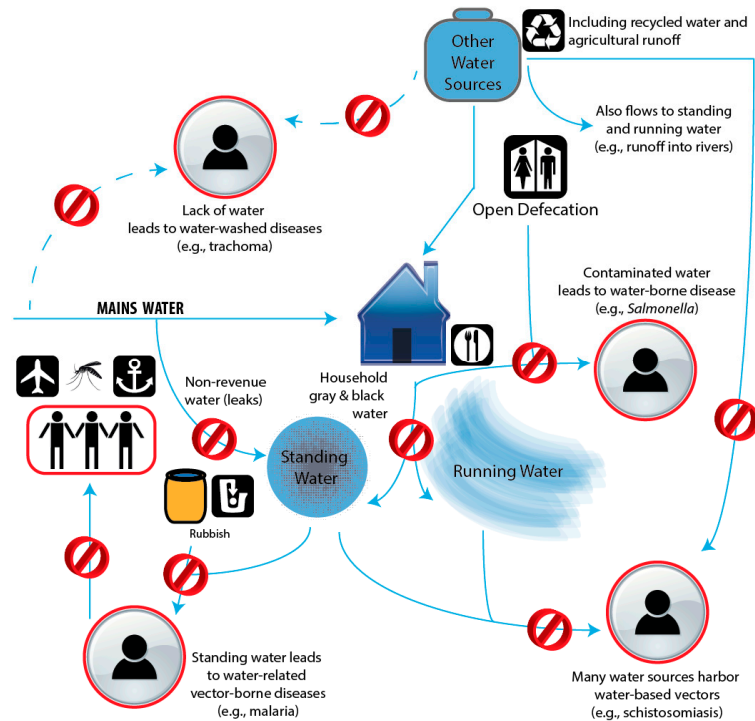 Other
Water
Sources
Including recycled water and
agricultural runoff
Also flows to standing
and running water
(e.g., runoff into rivers)
Lack of water
leads to water-washed diseases
(e.g., trachoma)
Open Defecation
MAINS WATER
Contaminated water
leads to water-borne disease
(e.g., Salmonella)
Non-revenue
water (leaks)
Household
gray & black
water
Standing
Water
Running Water
Rubbish
Standing water leads
to water-related
vector-borne diseases
(e.g., malaria)
Many water sources harbor
water-based vectors
(e.g., schistosomiasis)